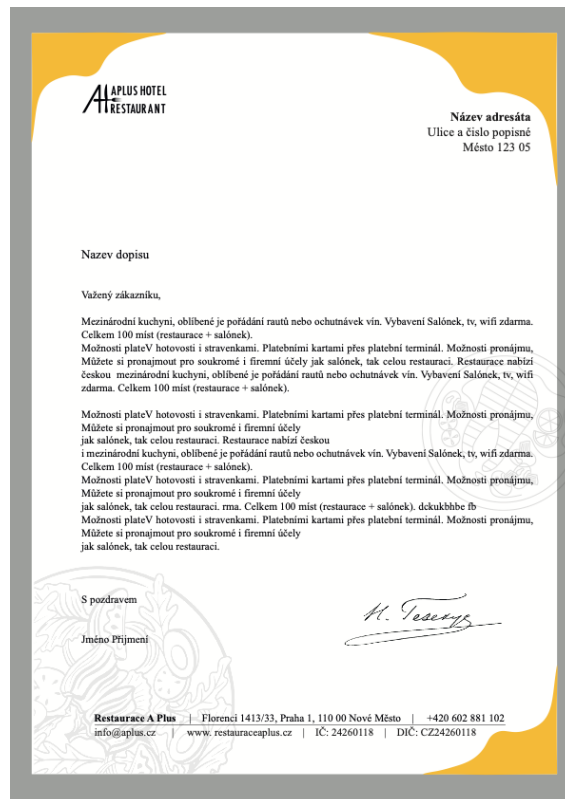 APLUS HOTEL
RESTAURANT
Název adresáta
Ulice a čislo popisné
Mésto 123 05
Nazev dopisu
Važený zákazníku,
Mezinárodní kuchyni, oblíbené je pořádání rautů nebo ochutnávek vín. Vybavení Salónek, tv, wifi zdarma.
Celkem 100 míst (restaurace + salónek).
Možnosti plateV hotovosti i stravenkami. Platebními kartami přes platební terminál. Možnosti pronájmu,
Můžete si pronajmout pro soukromé i firemní účely jak salónek, tak celou restauraci. Restaurace nabízí
českou mezinárodní kuchyni, oblíbené je pořádání rautů nebo ochutnávek vín. Vybavení Salónek, tv, wifi
zdarma. Celkem 100 míst (restaurace + salónek).
Možnosti plateV hotovosti i stravenkami. Platebními kartami přes platební terminál. Možnosti pronájmu,
Můžete si pronajmout pro soukromé i firemní účely
jak salónek, tak celou restauraci. Restaurace nabízí českou
i mezinárodní kuchyni, oblíbené je pořádání rautů nebo ochutnávek vín. Vybavení Salónek, tv, wifi zdarma.
Celkem 100 míst (restaurace + salónek).
Možnosti plateV hotovosti i stravenkami. Platebními kartami přes platební terminál. Možnosti pronájmu,
Můžete si pronajmout pro soukromé i firemní účely
jak salónek, tak celou restauraci. rma. Celkem 100 míst (restaurace + salónek). dckukbhbe fb
Možnosti plateV hotovosti i stravenkami. Platebními kartami přes platební terminál. Možnosti pronájmu,
Můžete si pronajmout pro soukromé i firemní účely
jak salónek, tak celou restauraci.
S pozdravem
Jméno Přijmení
Restaurace A Plus | Florenci 1413/33, Praha 1, 110 00 Nové Město | +420 602 881 102
info@aplus.cz | www. restauraceaplus.cz | IČ: 24260118 | DIČ: CZ24260118